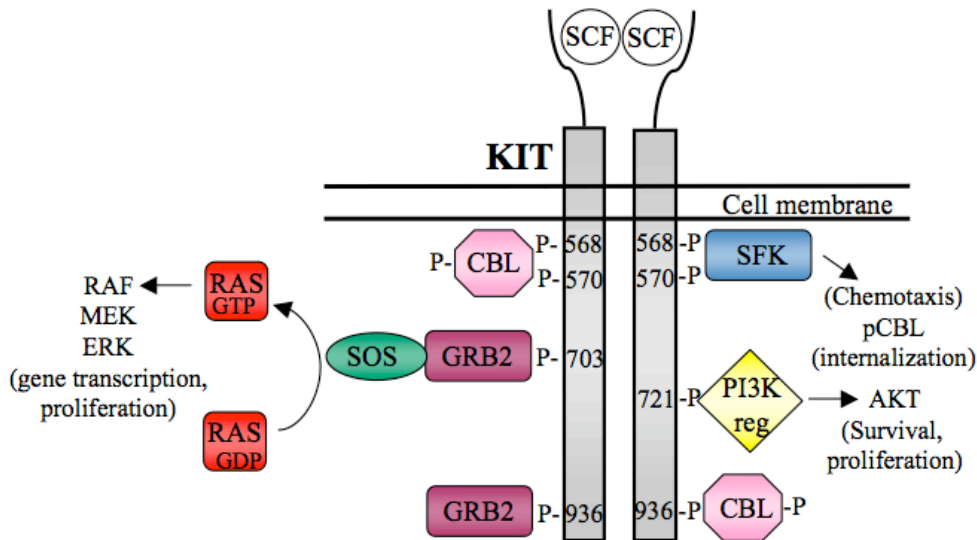 SCF SCF
KIT
Cell membrane
P- CBL P- 568 568 -P SFK
P- 570 570 -P
RAS
GTP
RAF
MEK
ERK
(gene transcription,
proliferation)
(Chemotaxis)
pCBL
(internalization)
SOS GRB2 P- 703
721 -P PI3K
reg
AKT
(Survival,
proliferation)
RAS
GDP
GRB2 P- 936 936 -P CBL -P